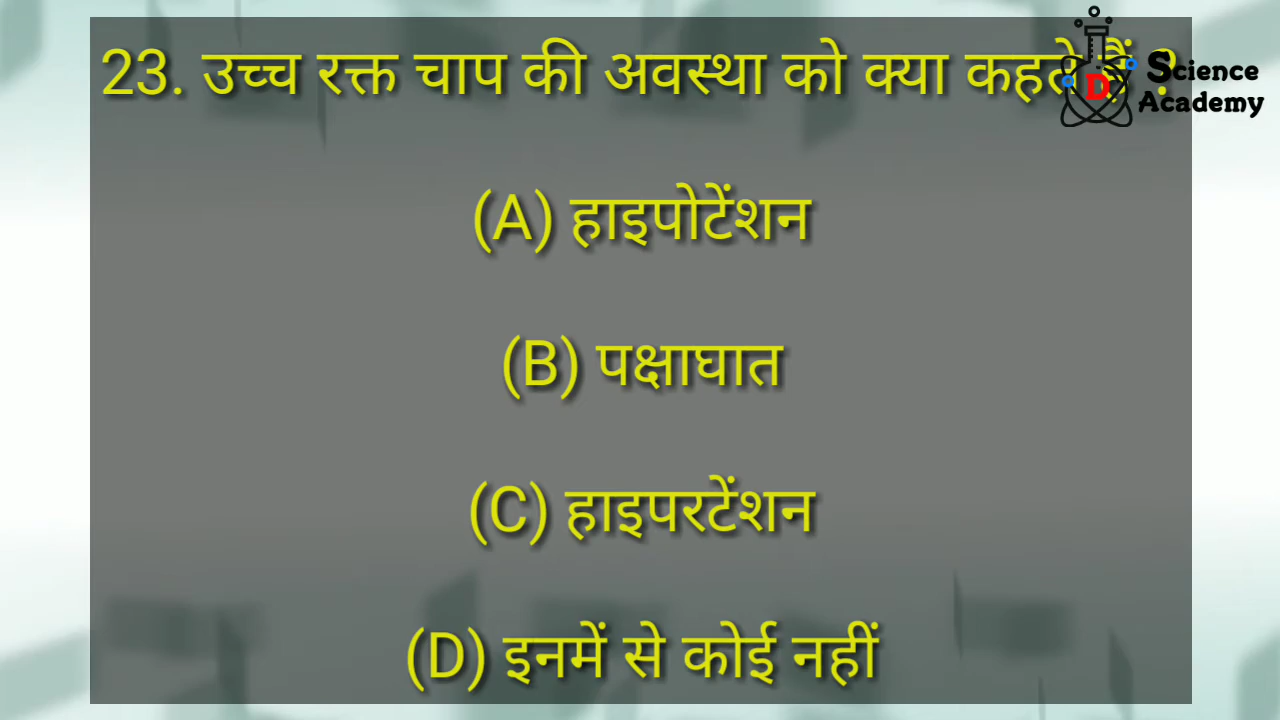 23. उच्च रक्त चाप की अवस्था को क्या कहते हैं ?
(A) हाइपोटेंशन
(B) पक्षाघात
(C) हाइपरटेंशन
(D) इनमें से कोई नहीं
D Science
Academy